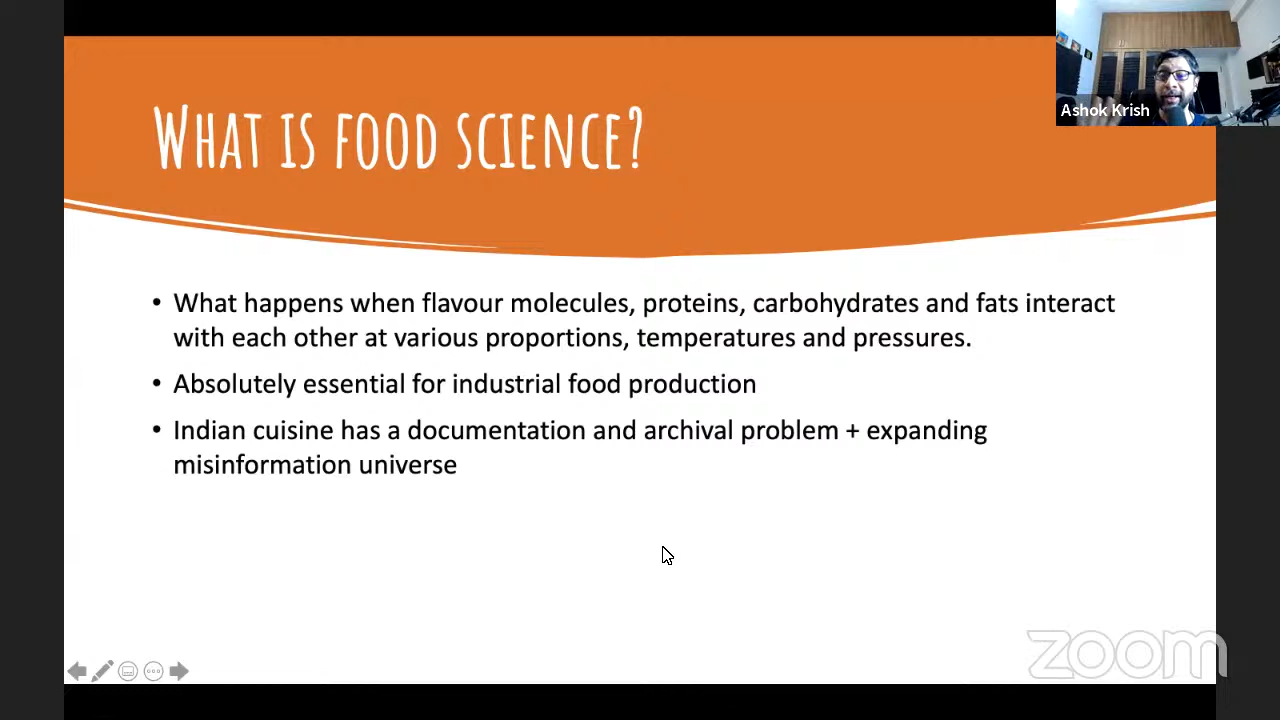 Ashok Krish
What is food science?
• What happens when flavour molecules, proteins, carbohydrates and fats interact
with each other at various proportions, temperatures and pressures.
• Absolutely essential for industrial food production
• Indian cuisine has a documentation and archival problem + expanding
misinformation universe
zoom